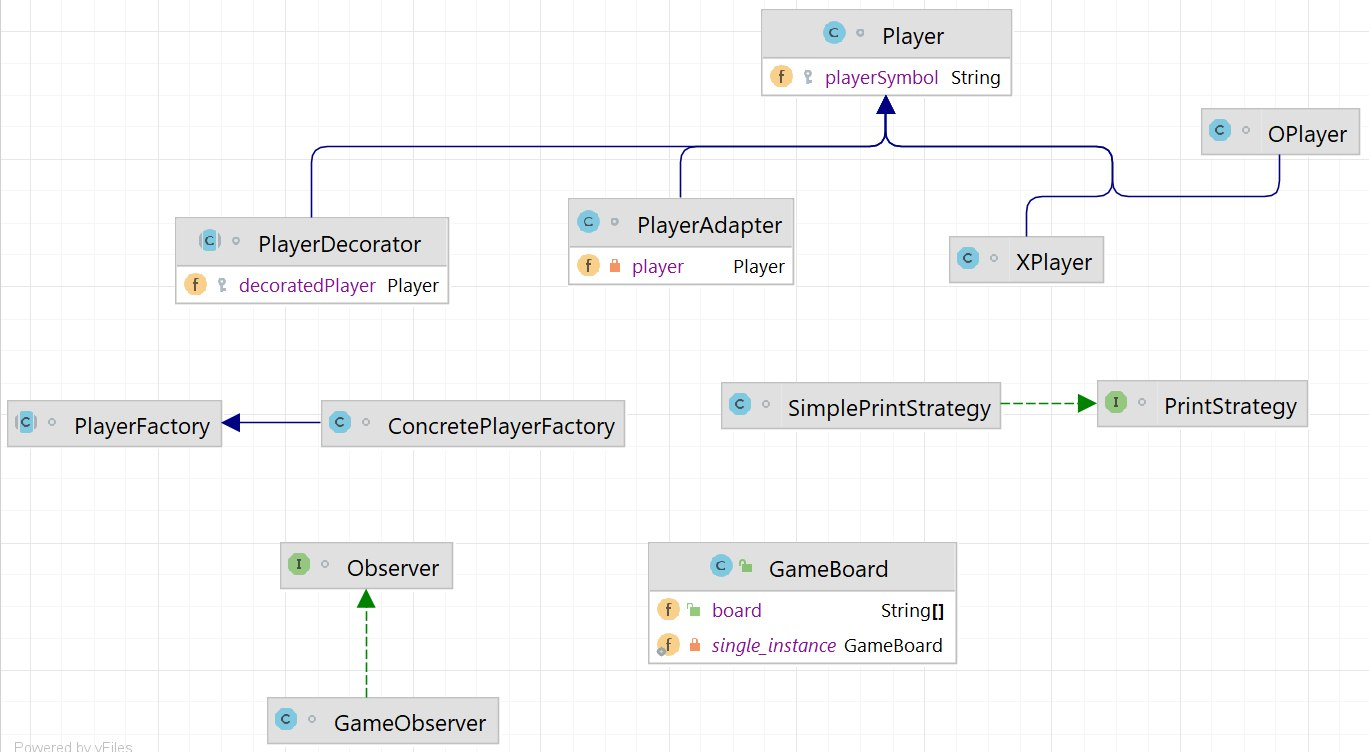 Player
playerSymbol String
OPlayer
PlayerDecorator
decoratedPlayer Player
PlayerAdapter
player Player
XPlayer
PlayerFactory
ConcretePlayerFactory
SimplePrintStrategy
PrintStrategy
Observer
GameBoard
board String[]
single_instance GameBoard
GameObserver
Powered by yFiles